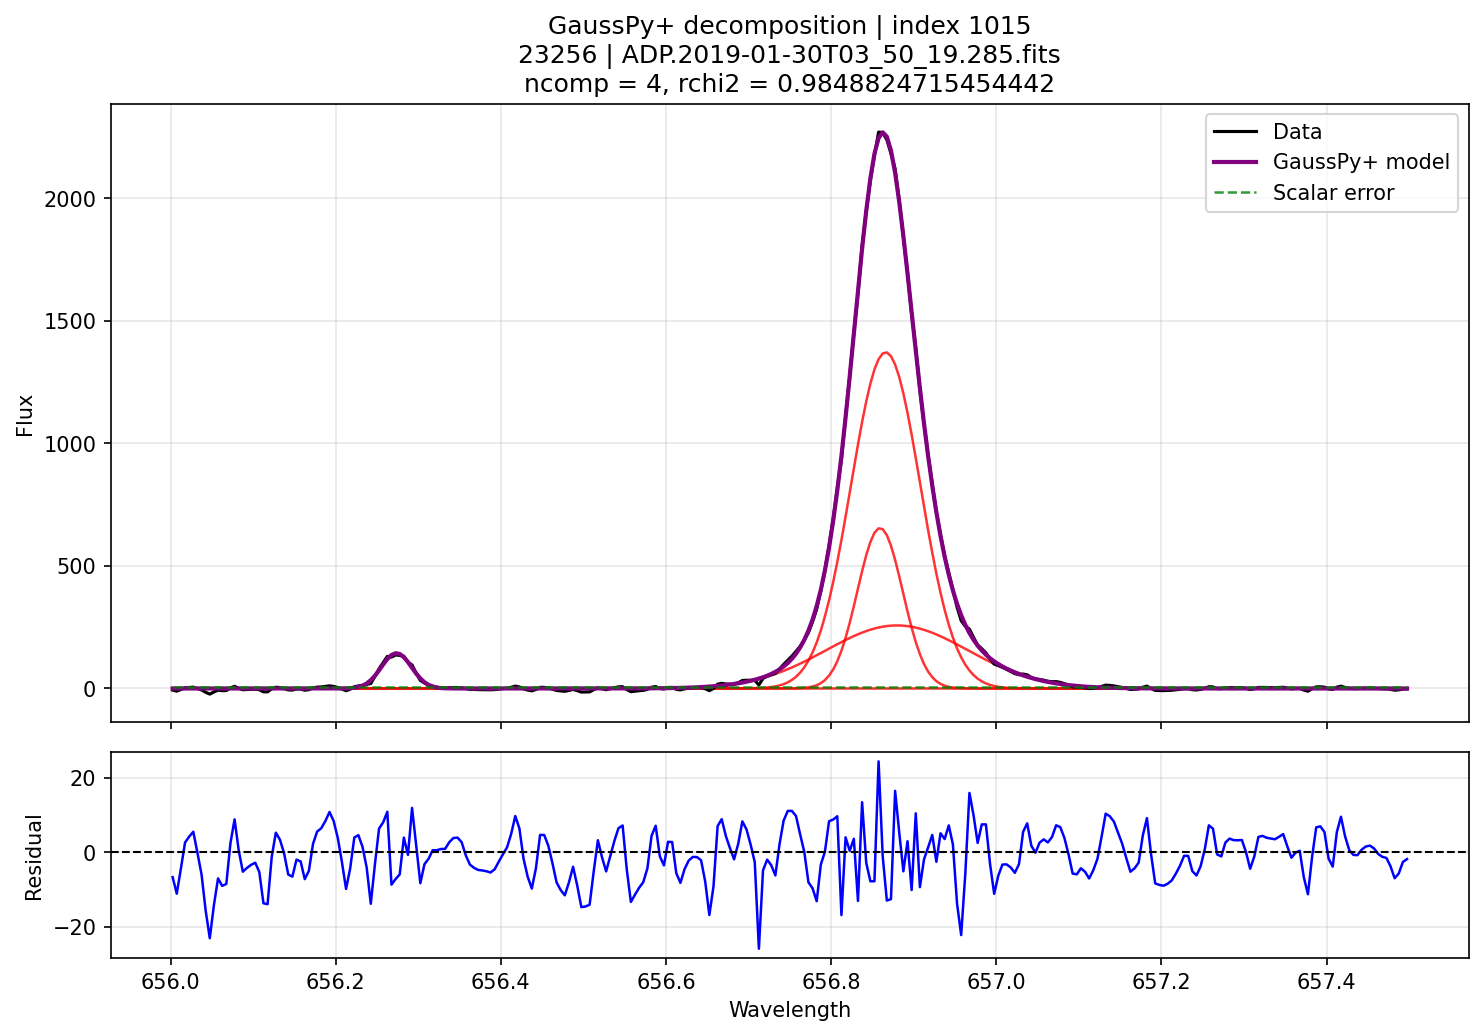 GaussPy+ decomposition | index 1015
23256 | ADP.2019-01-30T03_50_19.285.fits
ncomp = 4, rchi2 = 0.9848824715454442
Data
GaussPy+ model
Scalar error
Flux
2000
1500
1000
500
0
Residual
20
0
−20
656.0 656.2 656.4 656.6 656.8 657.0 657.2 657.4
Wavelength